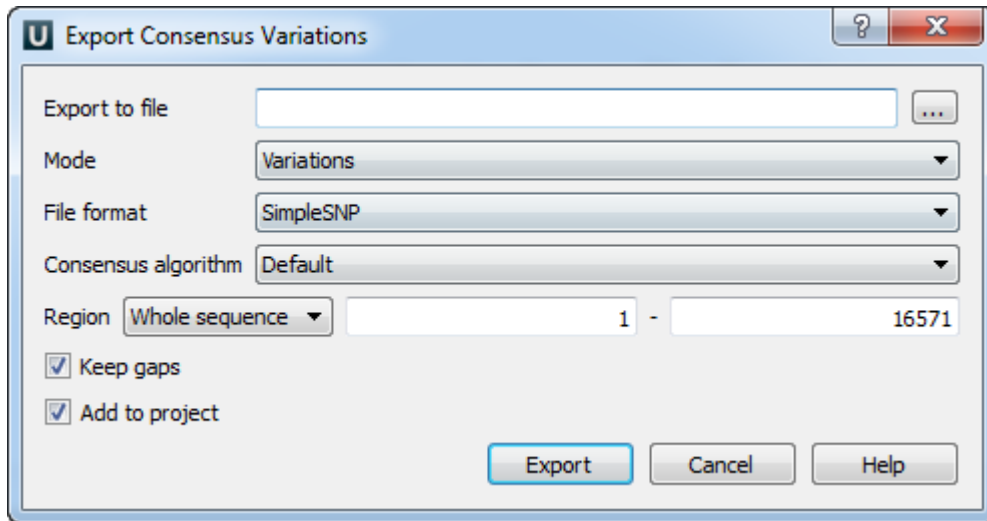 U Export Consensus Variations ? X
Export to file ...
Mode Variations
File format SimpleSNP
Consensus algorithm Default
Region Whole sequence 1 - 16571
Keep gaps
Add to project
Export Cancel Help